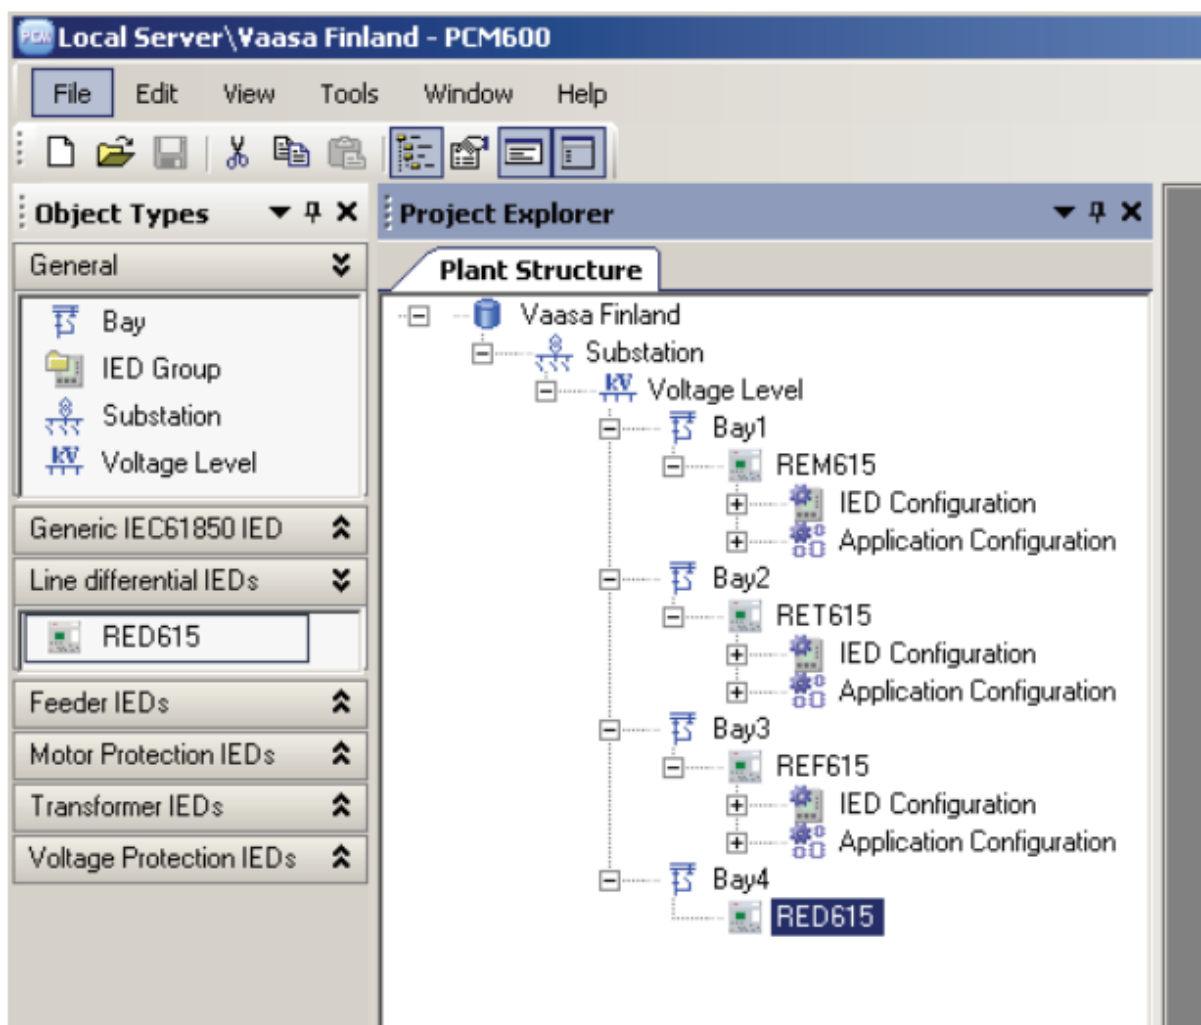 PCM Local Server\Vaasa Finland - PCM600
File Edit View Tools Window Help
Object Types
General
Bay
IED Group
Substation
kV Voltage Level
Generic IEC61850 IED
Line differential IEDs
RED615
Feeder IEDs
Motor Protection IEDs
Transformer IEDs
Voltage Protection IEDs
Project Explorer
Plant Structure
Vaasa Finland
Substation
kV Voltage Level
Bay1
REM615
IED Configuration
Application Configuration
Bay2
RET615
IED Configuration
Application Configuration
Bay3
REF615
IED Configuration
Application Configuration
Bay4
RED615